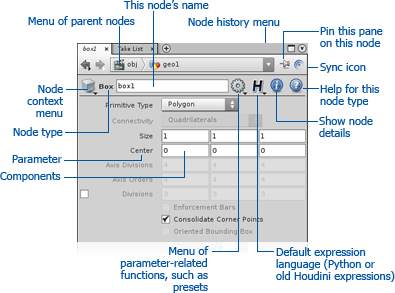 This node's name
Menu of parent nodes
Node history menu
Pin this pane
on this node
box1
Take List
obj
geo1
Sync icon
Node
context
menu
Box
box1
H
Help for this
node type
Node type
Primitive Type
Polygon
Connectivity
Quadrilaterals
Show node
details
Size
1
1
1
Parameter
Center
0
0
0
Components
Axis Divisions
4
4
4
Axis Orders
4
4
4
Divisions
3
3
3
Enforcement Bars
Consolidate Corner Points
Oriented Bounding Box
Menu of
parameter-related
functions, such as
presets
Default expression
language (Python or
old Houdini expressions)